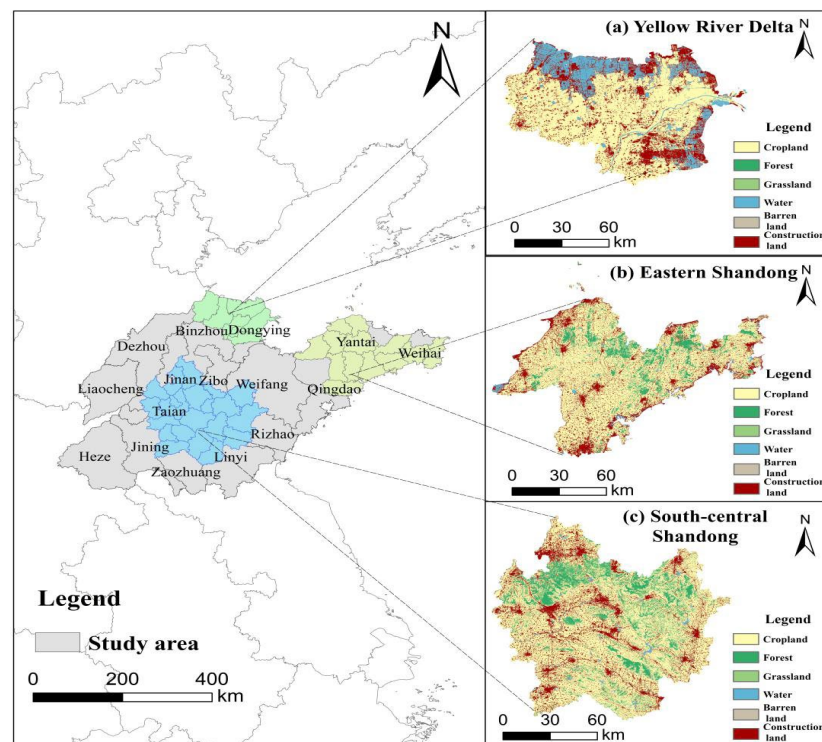 N
Binzhou
Dongying
Dezhou
Yantai
Weihai
Jinan
Zibo
Weifang
Liaocheng
Qingdao
Taian
Rizhao
Jining
Heze
Linyi
Zaozhuang
Legend
Study area
0 200 400
km
(a) Yellow River Delta
N
Legend
Cropland
Forest
Grassland
Water
Barren
land
Construction
land
0 30 60
km
(b) Eastern Shandong
N
Legend
Cropland
Forest
Grassland
Water
Barren
land
Construction
land
0 30 60
km
(c) South-central
Shandong
N
Legend
Cropland
Forest
Grassland
Water
Barren
land
Construction
land
0 30 60
km